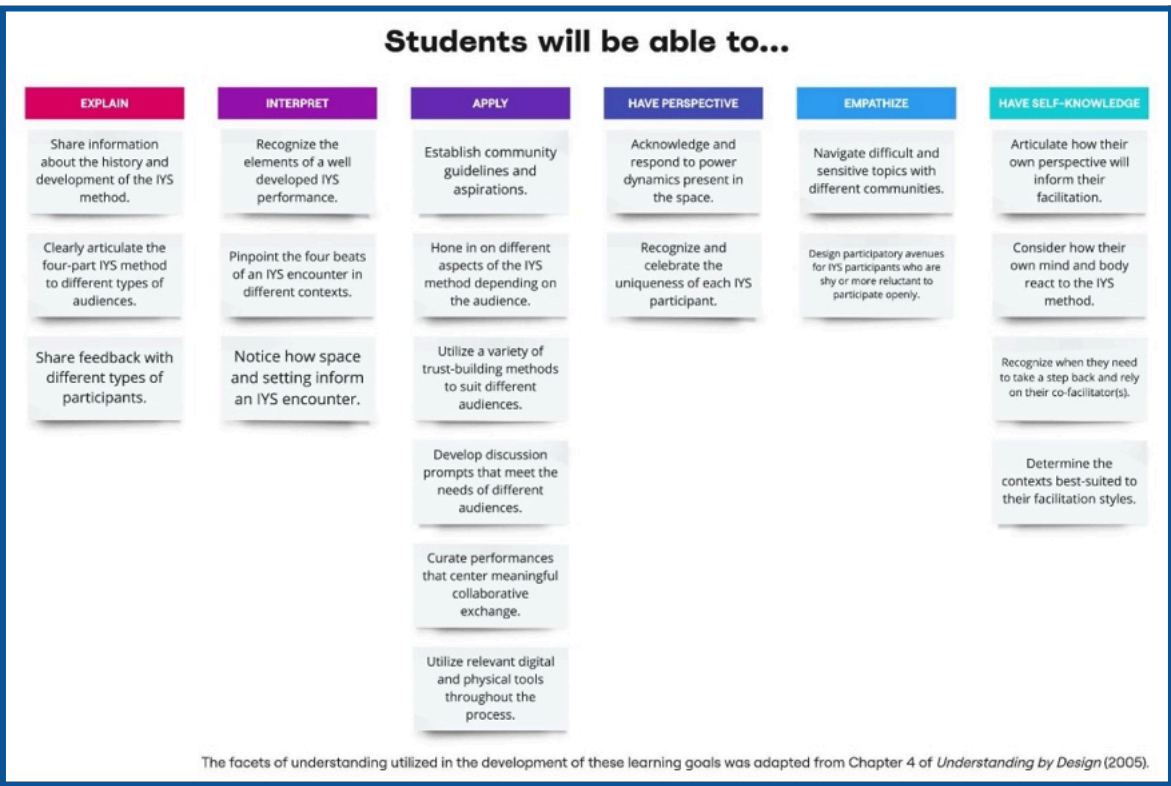 Students will be able to...
EXPLAIN
Share information
about the history and
development of the IYS
method.
Clearly articulate the
four-part IYS method
to different types of
audiences.
Share feedback with
different types of
participants.
INTERPRET
Recognize the
elements of a well
developed IYS
performance.
Pinpoint the four beats
of an IYS encounter in
different contexts.
Notice how space
and setting inform
an IYS encounter.
APPLY
Establish community
guidelines and
aspirations.
Hone in on different
aspects of the IYS
method depending on
the audience.
Utilize a variety of
trust-building methods
to suit different
audiences.
Develop discussion
prompts that meet the
needs of different
audiences.
Curate performances
that center meaningful
collaborative
exchange.
Utilize relevant digital
and physical tools
throughout the
process.
HAVE PERSPECTIVE
Acknowledge and
respond to power
dynamics present in
the space.
Recognize and
celebrate the
uniqueness of each IYS
participant.
EMPATHIZE
Navigate difficult and
sensitive topics with
different communities.
Design participatory avenues
for IYS participants who are
shy or more reluctant to
participate openly.
HAVE SELF-KNOWLEDGE
Articulate how their
own perspective will
inform their
facilitation.
Consider how their
own mind and body
react to the IYS
method.
Recognize when they need
to take a step back and rely
on their co-facilitator(s).
Determine the
contexts best-suited to
their facilitation styles.
The facets of understanding utilized in the development of these learning goals was adapted from Chapter 4 of Understanding by Design (2005).